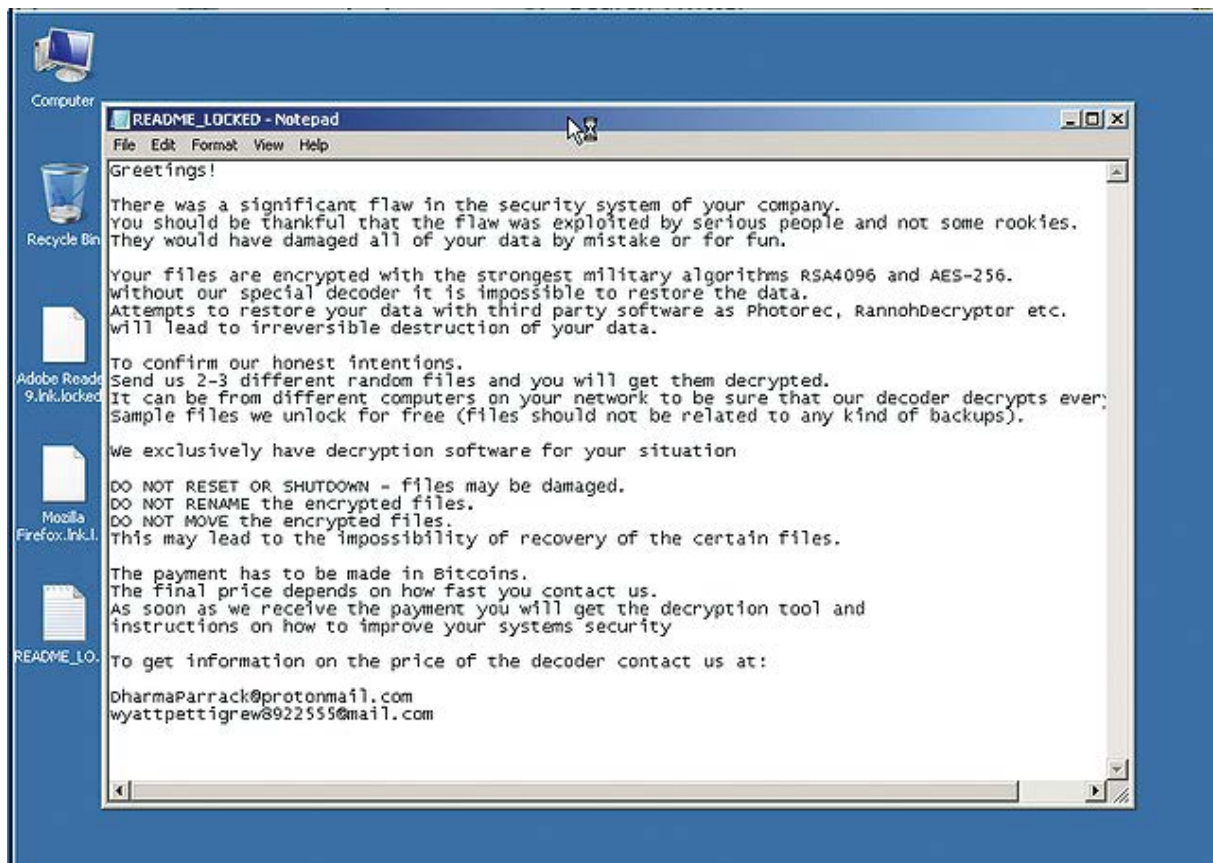 Computer
Recycle Bin
Adobe Reade
9.lnk.locked
Mozilla
Firefox.lnk.l.
README_LO.
README_LOCKED - Notepad
File Edit Format View Help
Greetings!
There was a significant flaw in the security system of your company.
You should be thankful that the flaw was exploited by serious people and not some rookies.
They would have damaged all of your data by mistake or for fun.
Your files are encrypted with the strongest military algorithms RSA4096 and AES-256.
Without our special decoder it is impossible to restore the data.
Attempts to restore your data with third party software as Photorec, RannohDecryptor etc.
will lead to irreversible destruction of your data.
To confirm our honest intentions.
Send us 2-3 different random files and you will get them decrypted.
It can be from different computers on your network to be sure that our decoder decrypts ever
Sample files we unlock for free (files should not be related to any kind of backups).
We exclusively have decryption software for your situation
DO NOT RESET OR SHUTDOWN - files may be damaged.
DO NOT RENAME the encrypted files.
DO NOT MOVE the encrypted files.
This may lead to the impossibility of recovery of the certain files.
The payment has to be made in Bitcoins.
The final price depends on how fast you contact us.
As soon as we receive the payment you will get the decryption tool and
instructions on how to improve your systems security
To get information on the price of the decoder contact us at:
DharmaParrack@protonmail.com
wyattpettigrew8922555@mail.com